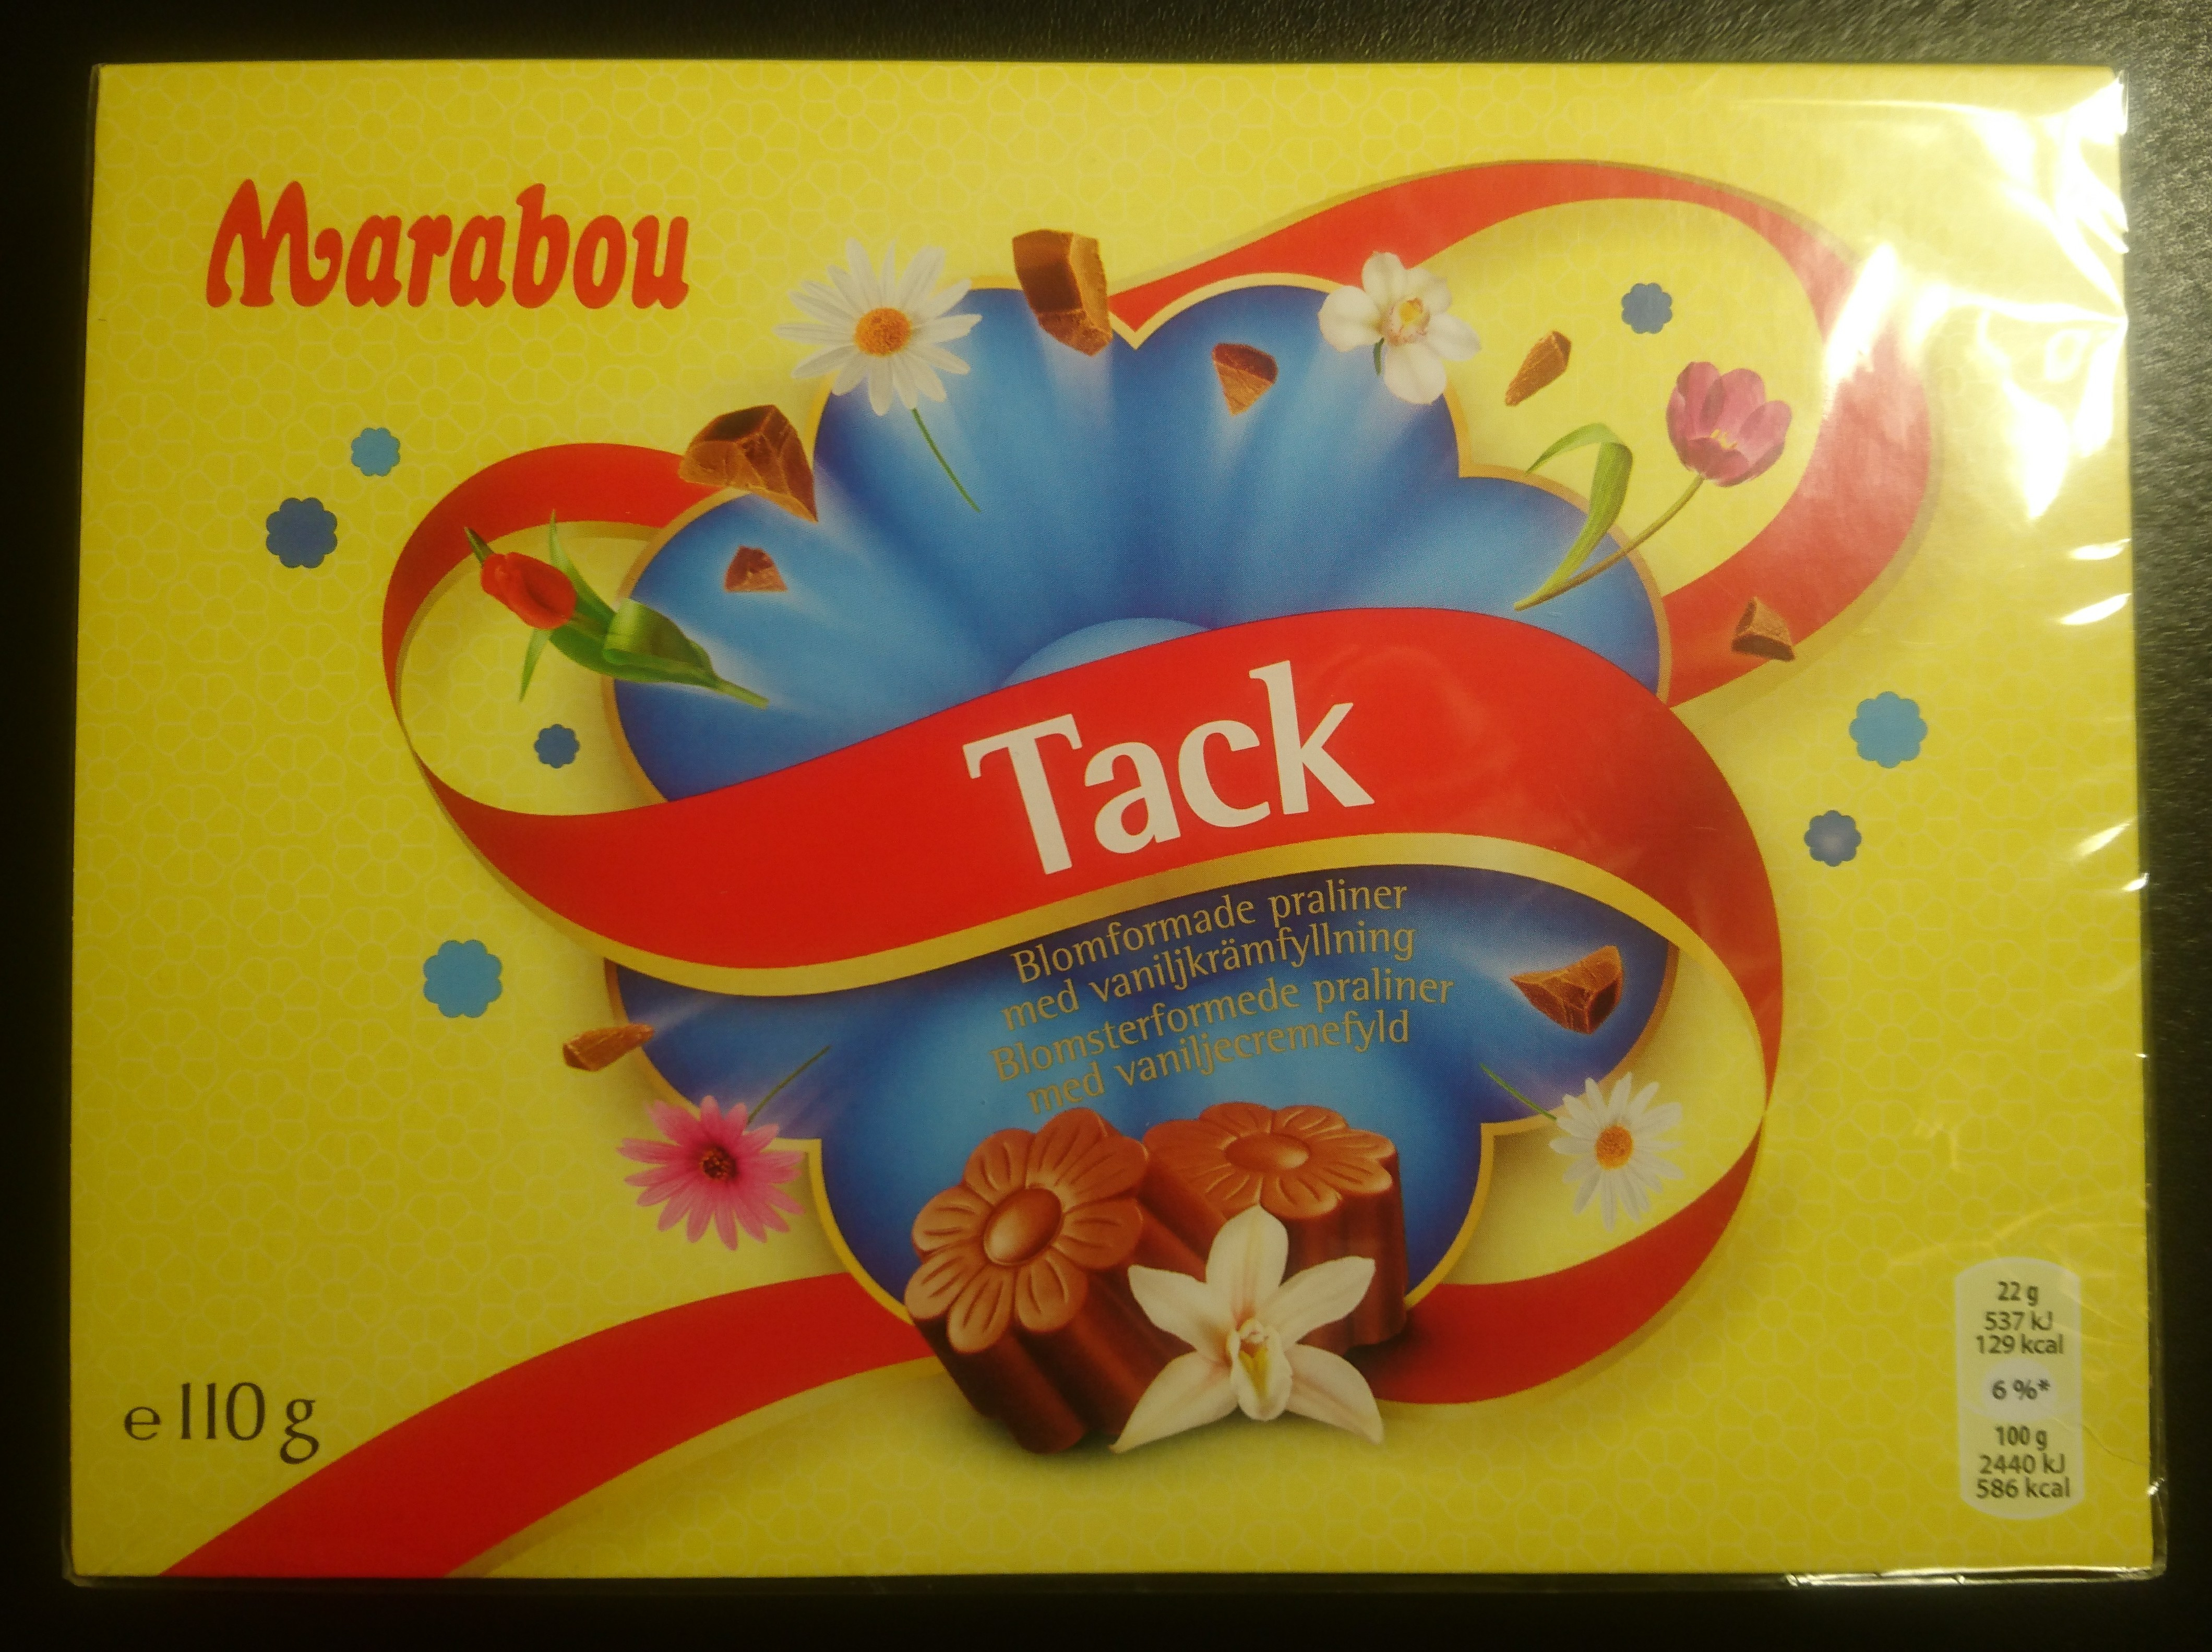 Marabou
Tack
Blomformade praliner
med vaniljkrämfyllning
Blomsterformede praliner
med vaniljecremefyld
℮110 g
22 g
537 kJ
129 kcal
6 %*
100 g
2440 kJ
586 kcal